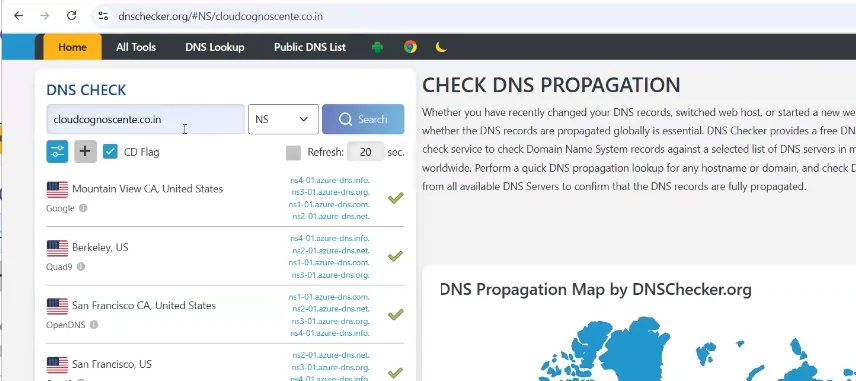 dnschecker.org/#NS/cloudcognoscente.co.in
Home All Tools DNS Lookup Public DNS List
DNS CHECK
cloudcognoscente.co.in NS Search
CD Flag Refresh: 20 sec.
Mountain View CA, United States
Google
ns4-01.azure-dns.info.
ns3-01.azure-dns.org.
ns1-01.azure-dns.com.
ns2-01.azure-dns.net.
Berkeley, US
Quad9
ns4-01.azure-dns.info.
ns2-01.azure-dns.net.
ns1-01.azure-dns.com.
ns3-01.azure-dns.org.
San Francisco CA, United States
OpenDNS
ns1-01.azure-dns.com.
ns2-01.azure-dns.net.
ns3-01.azure-dns.org.
ns4-01.azure-dns.info.
San Francisco, US
ns2-01.azure-dns.net.
ns3-01.azure-dns.org.
ns4-01.azure-dns.info.
CHECK DNS PROPAGATION
Whether you have recently changed your DNS records, switched web host, or started a new we
whether the DNS records are propagated globally is essential. DNS Checker provides a free DN
check service to check Domain Name System records against a selected list of DNS servers in m
worldwide. Perform a quick DNS propagation lookup for any hostname or domain, and check D
from all available DNS Servers to confirm that the DNS records are fully propagated.
DNS Propagation Map by DNSChecker.org